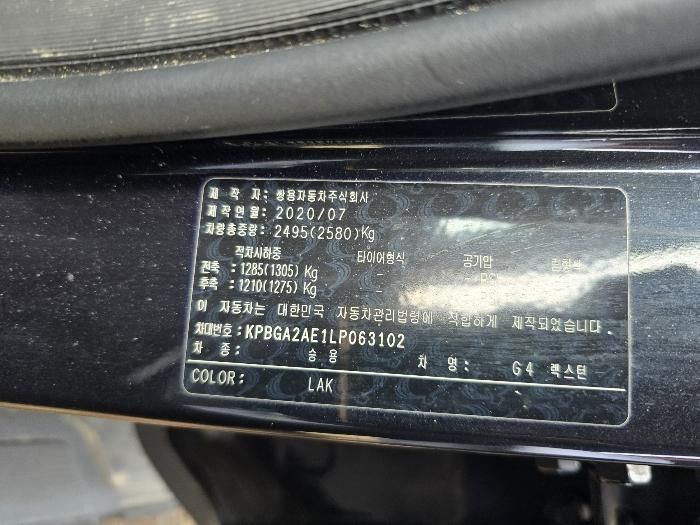 제 작 자: 쌍용자동차주식회사
제작연월: 2020/07
차량총중량: 2495(2580)Kg
적차시하중 타이어형식 공기압 림형식
전축 : 1285(1305) Kg –
후축 : 1210(1275) Kg –
이 자동차는 대한민국 자동차관리법령에 적합하게 제작되었습니다.
차대번호: KPBGA2AE1LP063102
차 종: 승용 차 명: G4 렉스턴
COLOR: LAK